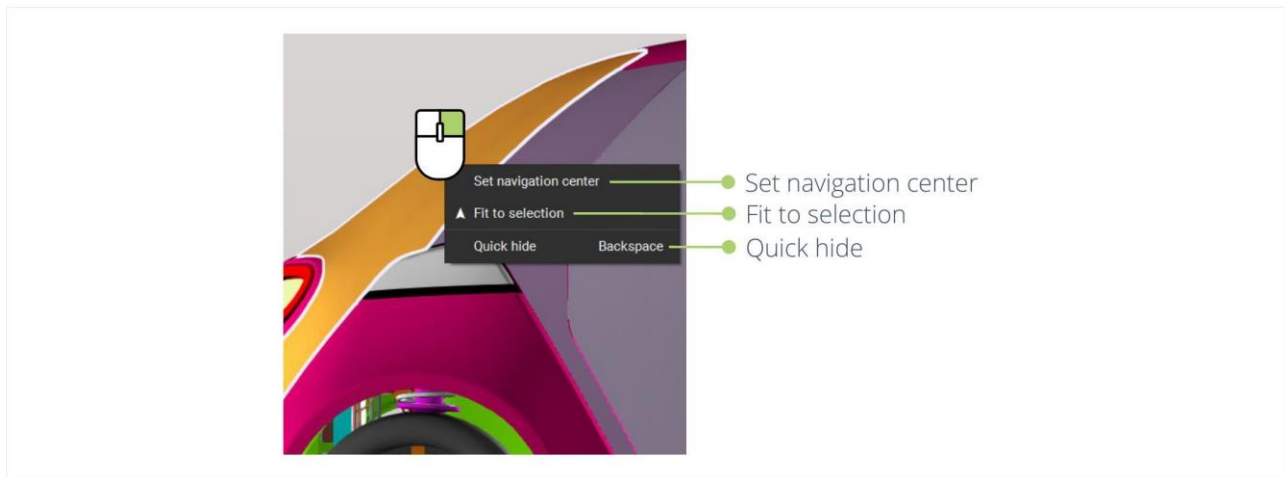 Set navigation center
Fit to selection
Quick hide Backspace
Set navigation center
Fit to selection
Quick hide